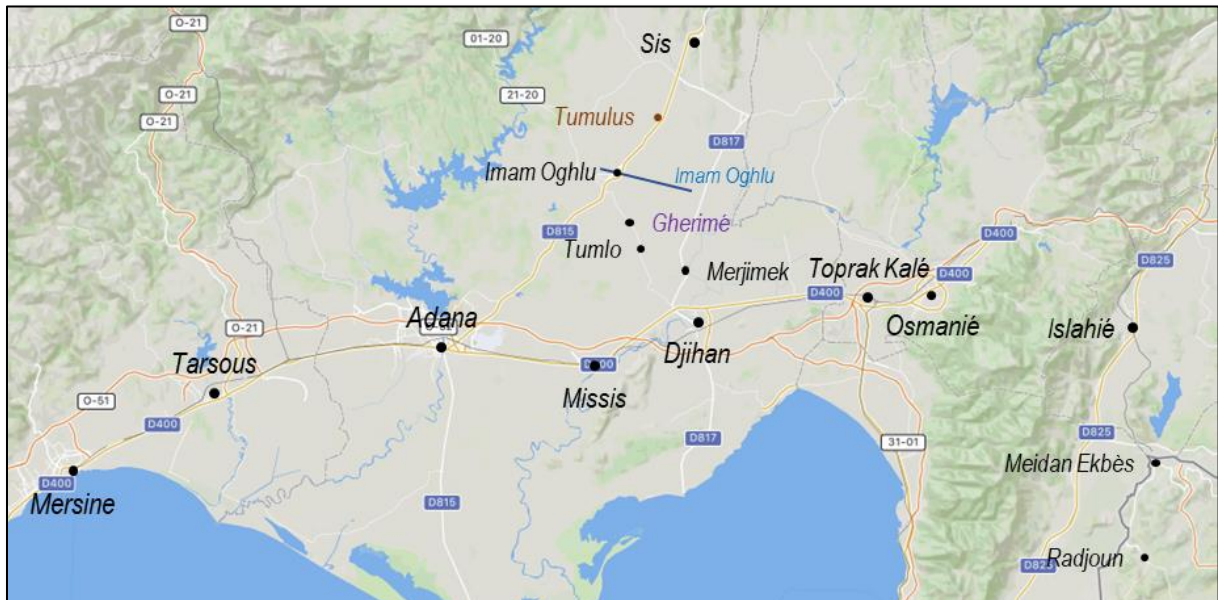 O-21
01-20
Sis
O-21
21-20
O-21
Tumulus
D817
Imam Oghlu
Imam Oghlu
Gherimé
D815
D400
Tumlo
D825
Merjimek
Toprak Kalé
D400
D400
Adana
O-21
Osmanié
Islahié
Djihan
Tarsous
D400
Missis
O-51
D400
D817
31-01
D825
Meidan Ekbès
D400
Mersine
D815
Radjoun
D825